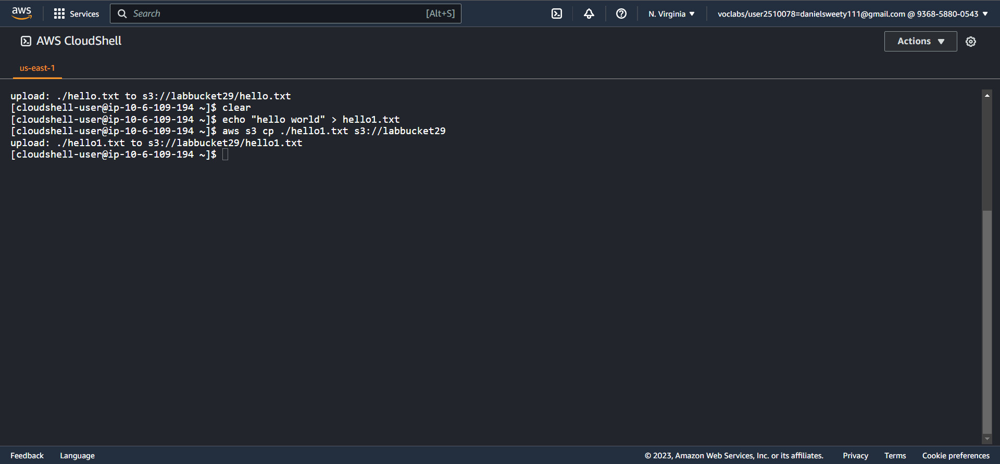 aws Services Search [Alt+S] N. Virginia voclabs/user2510078=danielsweety111@gmail.com @ 9368-5880-0543
AWS CloudShell Actions
us-east-1
upload: ./hello.txt to s3://labbucket29/hello.txt
[cloudshell-user@ip-10-6-109-194 ~]$ clear
[cloudshell-user@ip-10-6-109-194 ~]$ echo "hello world" > hello1.txt
[cloudshell-user@ip-10-6-109-194 ~]$ aws s3 cp ./hello1.txt s3://labbucket29
upload: ./hello1.txt to s3://labbucket29/hello1.txt
[cloudshell-user@ip-10-6-109-194 ~]$
Feedback Language © 2023, Amazon Web Services, Inc. or its affiliates. Privacy Terms Cookie preferences